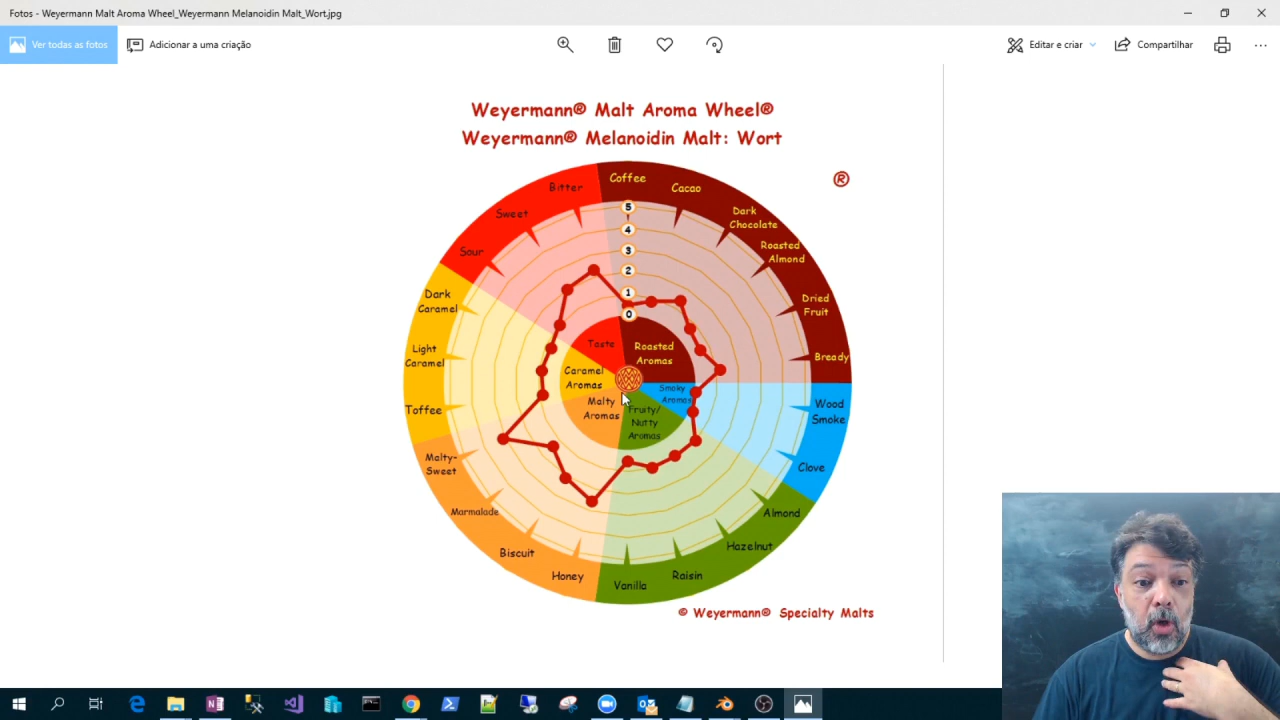 Fotos - Weyermann Malt Aroma Wheel_Weyermann Melanoidin Malt_Wort.jpg
Ver todas as fotos
Adicionar a uma criação
Editar e criar
Compartilhar
Weyermann® Malt Aroma Wheel®
Weyermann® Melanoidin Malt: Wort
®
Coffee
Cacao
Dark
Chocolate
Roasted
Almond
Dried
Fruit
Bready
Wood
Smoke
Clove
Almond
Hazelnut
Raisin
Vanilla
Honey
Biscuit
Marmalade
Malty-
Sweet
Toffee
Light
Caramel
Dark
Caramel
Sour
Sweet
Bitter
5
4
3
2
1
0
Taste
Roasted
Aromas
Caramel
Aromas
Smoky
Aromas
Malty
Aromas
Fruity/
Nutty
Aromas
© Weyermann® Specialty Malts